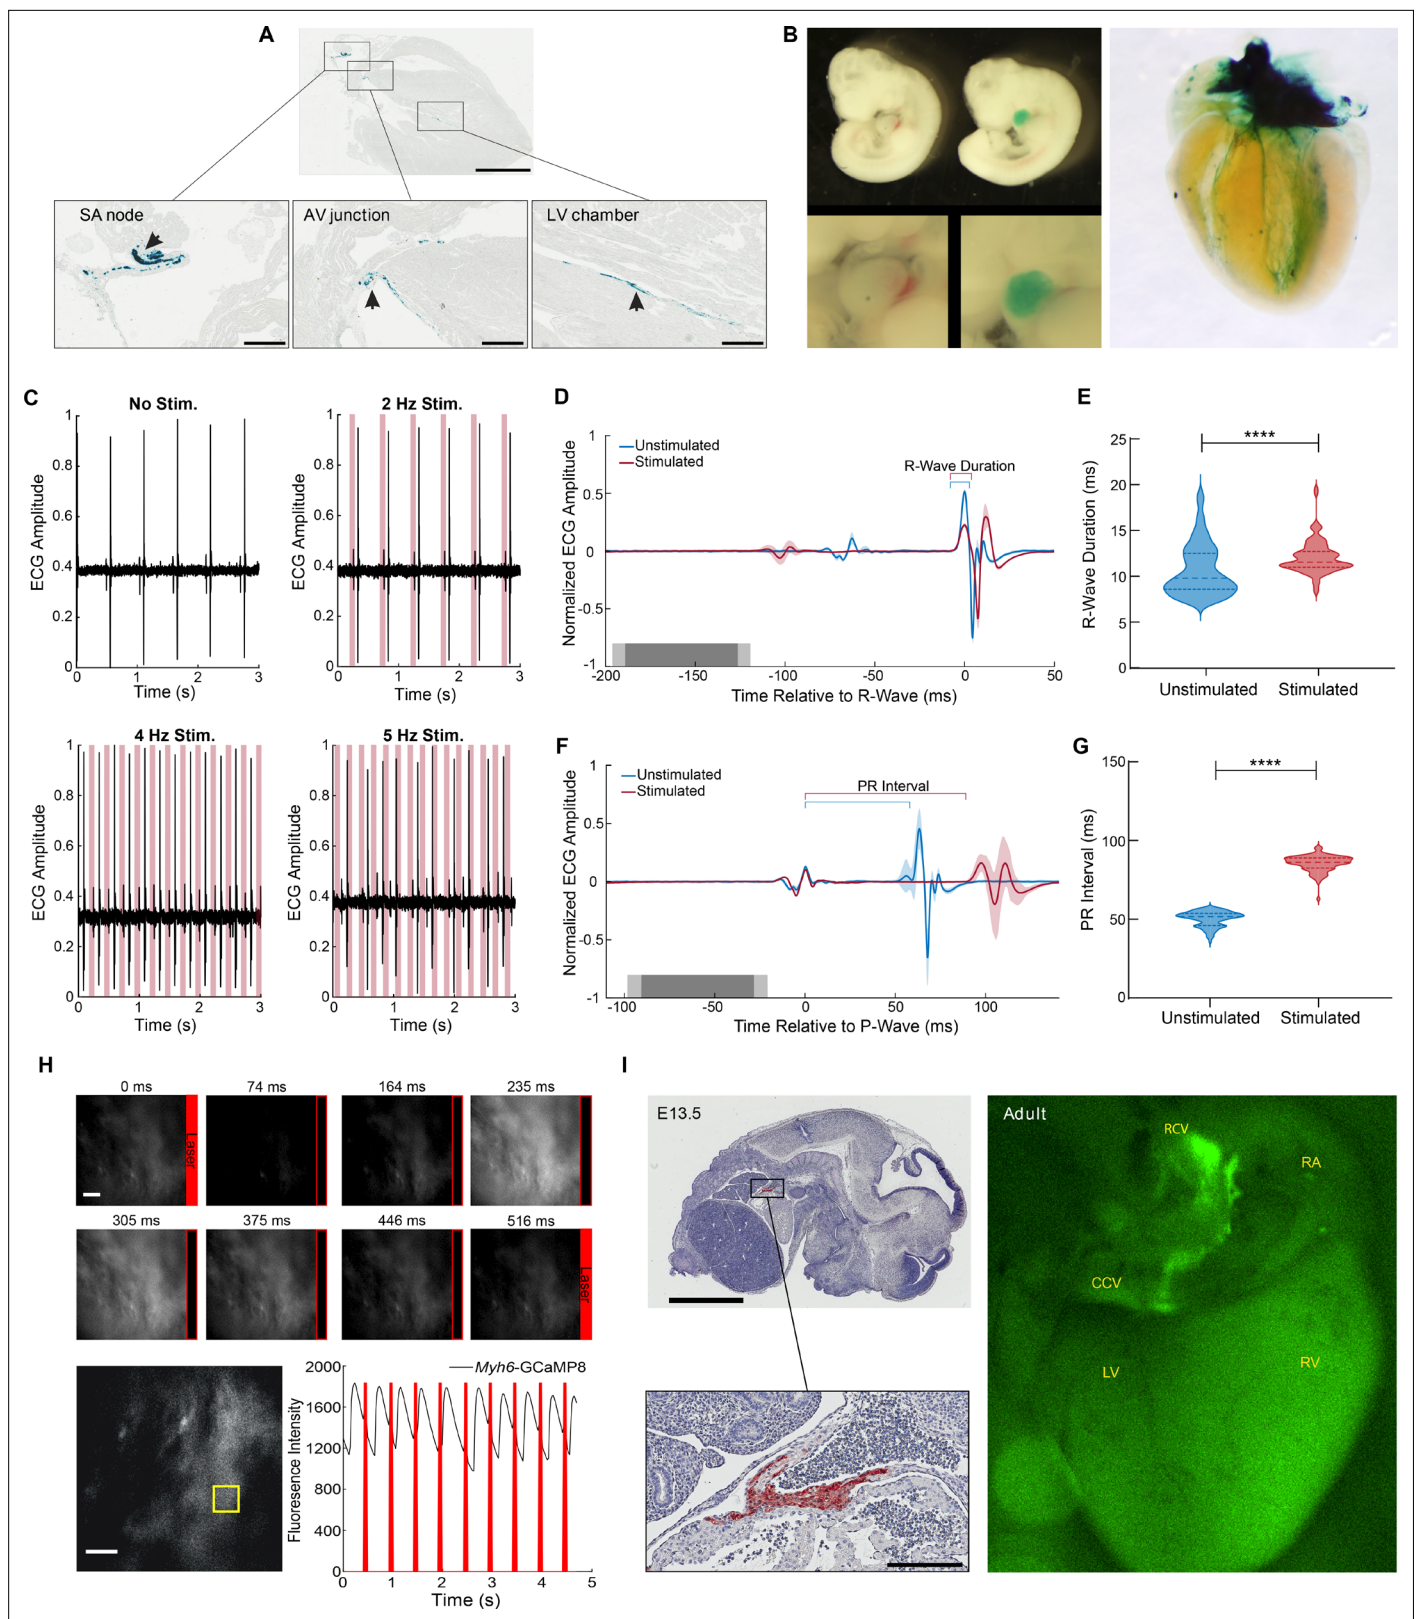 A
SA node
AV junction
LV chamber
B
C
No Stim.
ECG Amplitude
1
0.8
0.6
0.4
0.2
0
0 1 2 3
Time (s)
2 Hz Stim.
ECG Amplitude
1
0.8
0.6
0.4
0.2
0
0 1 2 3
Time (s)
4 Hz Stim.
ECG Amplitude
1
0.8
0.6
0.4
0.2
0
0 1 2 3
Time (s)
5 Hz Stim.
ECG Amplitude
1
0.8
0.6
0.4
0.2
0
0 1 2 3
Time (s)
D
Normalized ECG Amplitude
1
0.5
0
-0.5
-1
Unstimulated
Stimulated
R-Wave Duration
-200 -150 -100 -50 0 50
Time Relative to R-Wave (ms)
E
R-Wave Duration (ms)
25
20
15
10
5
0
****
Unstimulated Stimulated
F
Normalized ECG Amplitude
1
0.5
0
-0.5
-1
Unstimulated
Stimulated
PR Interval
-100 -50 0 50 100
Time Relative to P-Wave (ms)
G
PR Interval (ms)
150
100
50
0
****
Unstimulated Stimulated
H
0 ms 74 ms 164 ms 235 ms
Laser
305 ms 375 ms 446 ms 516 ms
Laser
Fluoresence Intensity
2000
1600
1200
800
400
0
Myh6-GCaMP8
0 1 2 3 4 5
Time (s)
I
E13.5
Adult
RCV
RA
CCV
LV
RV